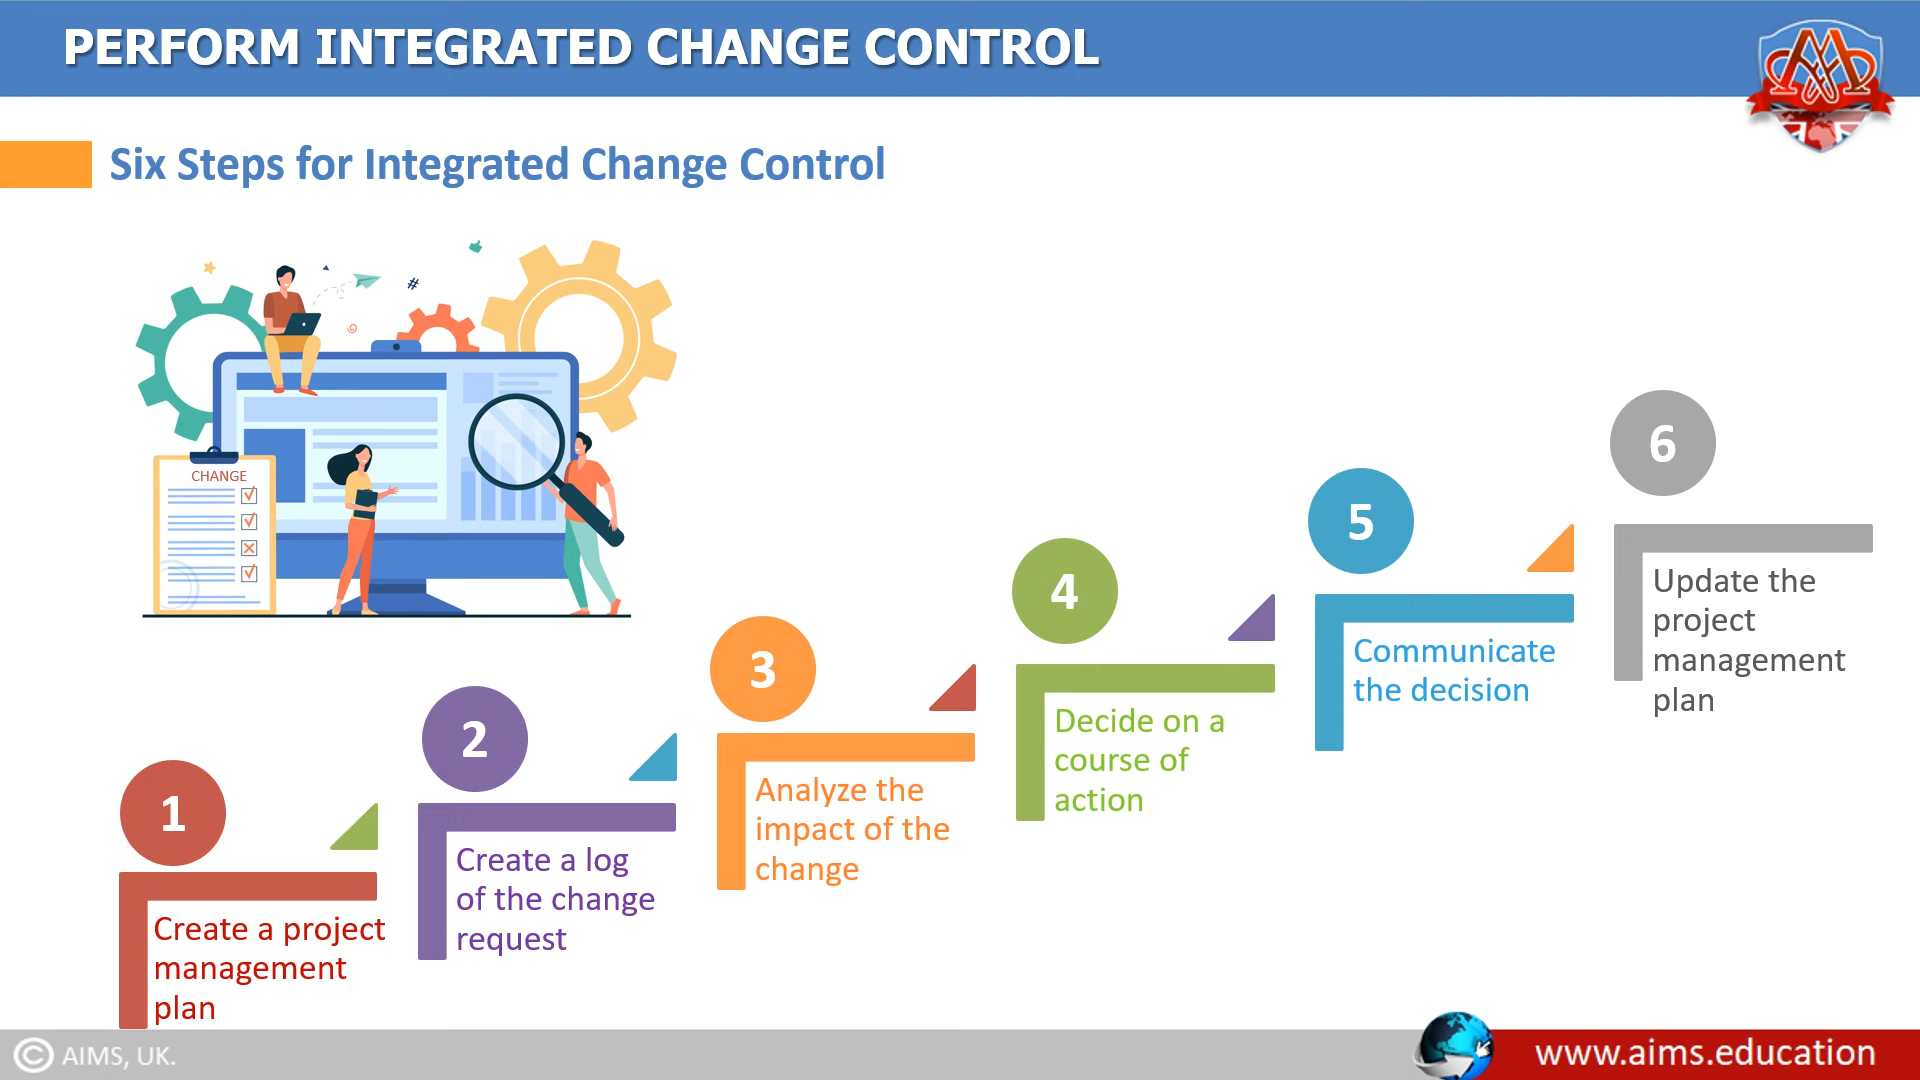 PERFORM INTEGRATED CHANGE CONTROL
Six Steps for Integrated Change Control
#
CHANGE
1
Create a project
management
plan
2
Create a log
of the change
request
3
Analyze the
impact of the
change
4
Decide on a
course of
action
5
Communicate
the decision
6
Update the
project
management
plan
© AIMS, UK.
www.aims.education